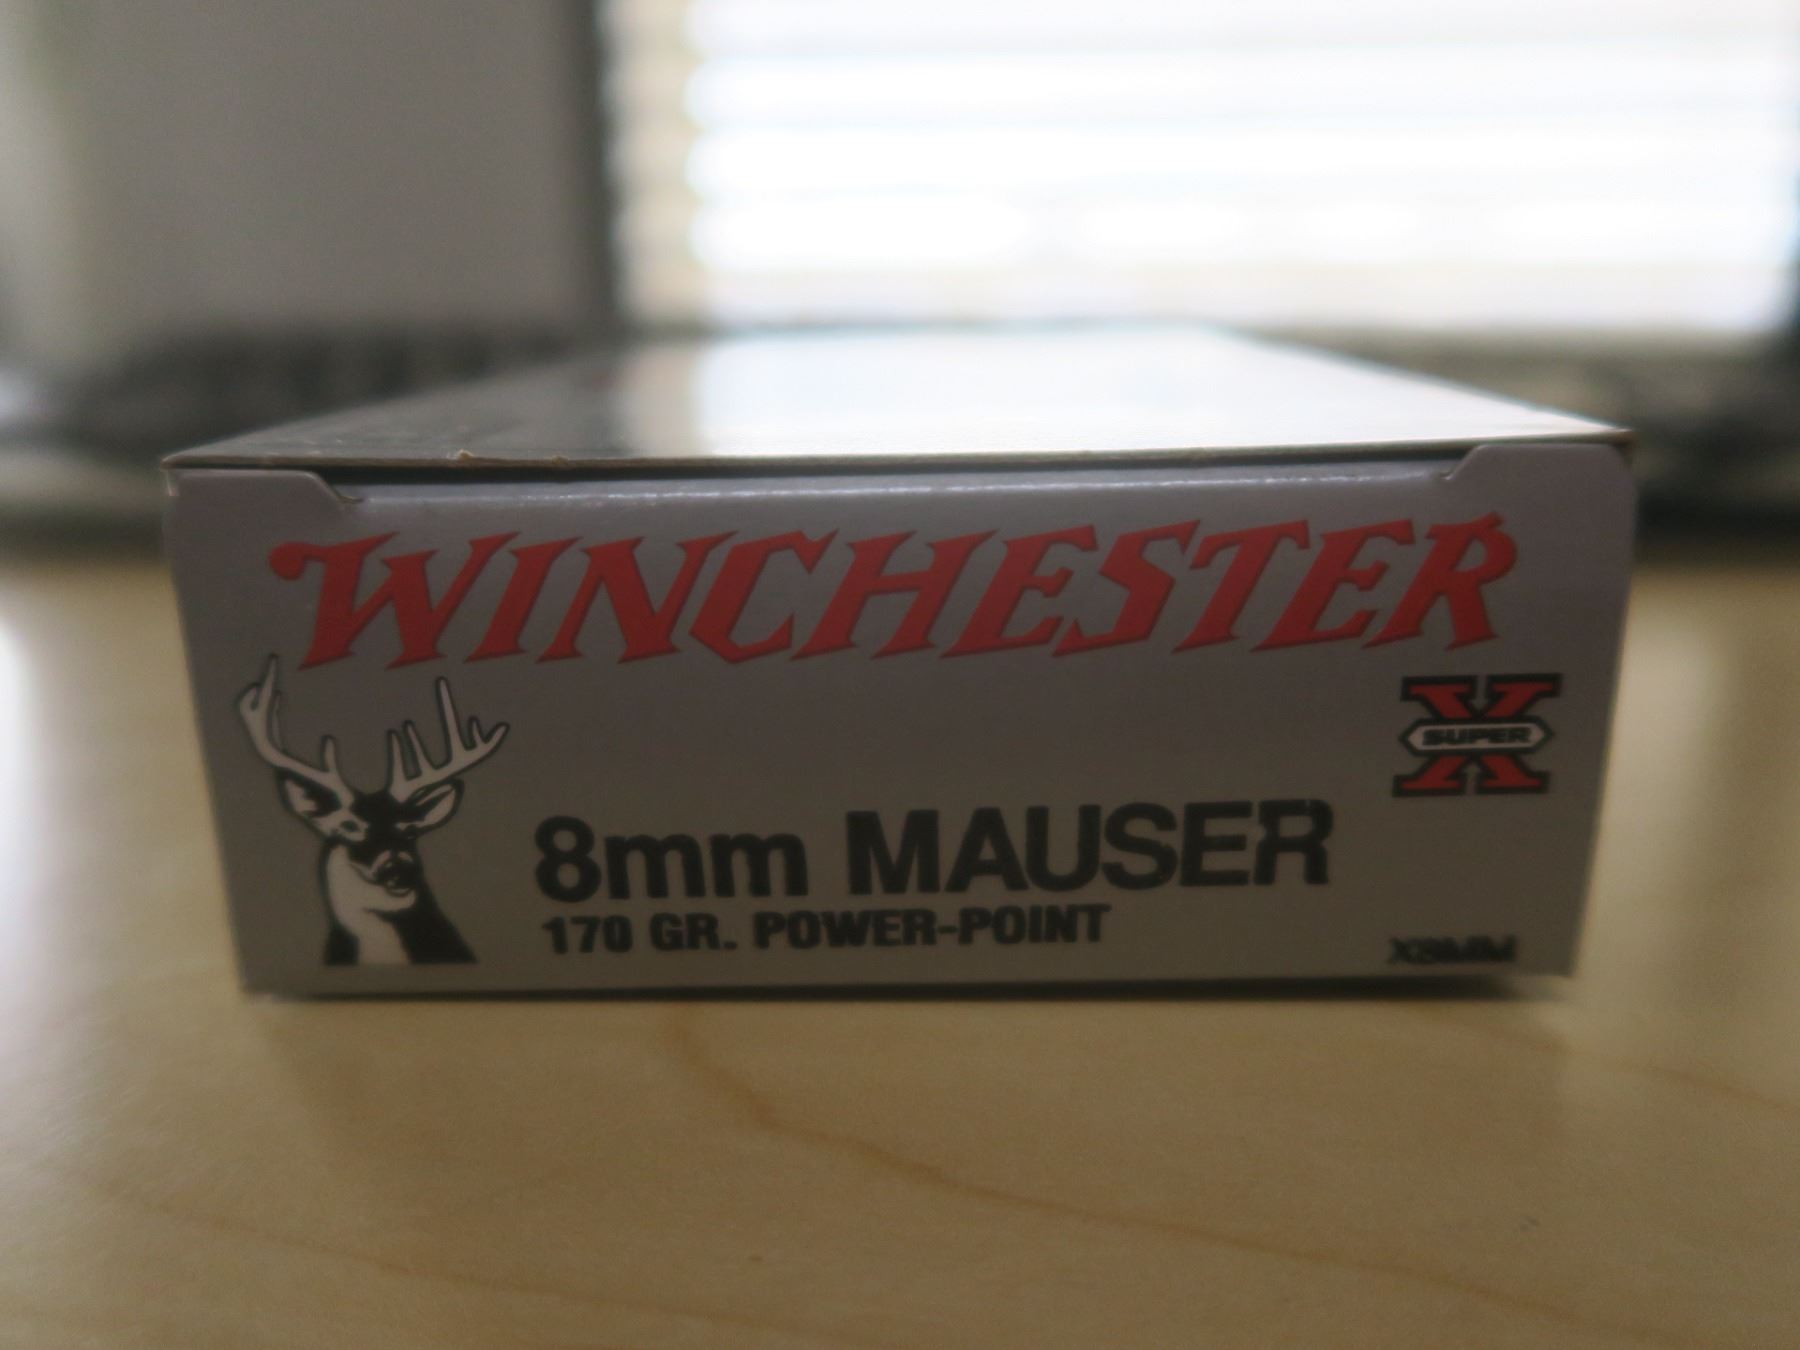 WINCHESTER
SUPER X
8mm MAUSER
170 GR. POWER-POINT
X8MM